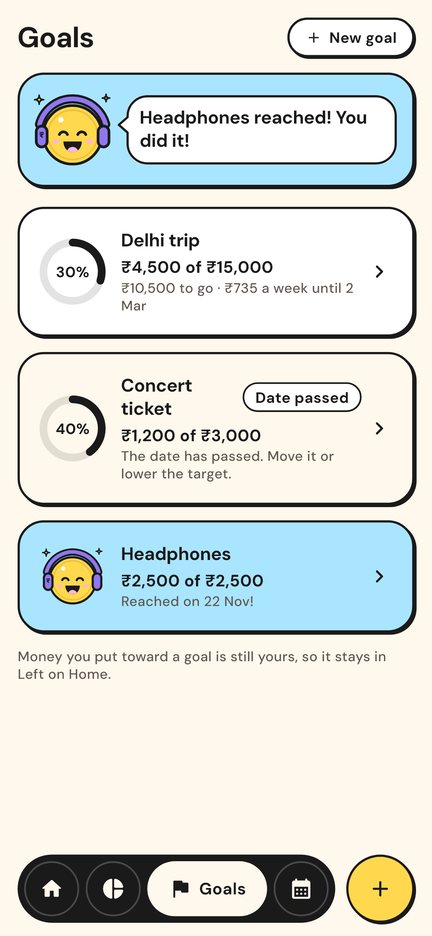 Goals
+ New goal
Headphones reached! You
did it!
Delhi trip
30%
₹4,500 of ₹15,000
₹10,500 to go · ₹735 a week until 2
Mar
Concert
ticket
Date passed
40%
₹1,200 of ₹3,000
The date has passed. Move it or
lower the target.
Headphones
₹2,500 of ₹2,500
Reached on 22 Nov!
Money you put toward a goal is still yours, so it stays in
Left on Home.
Goals